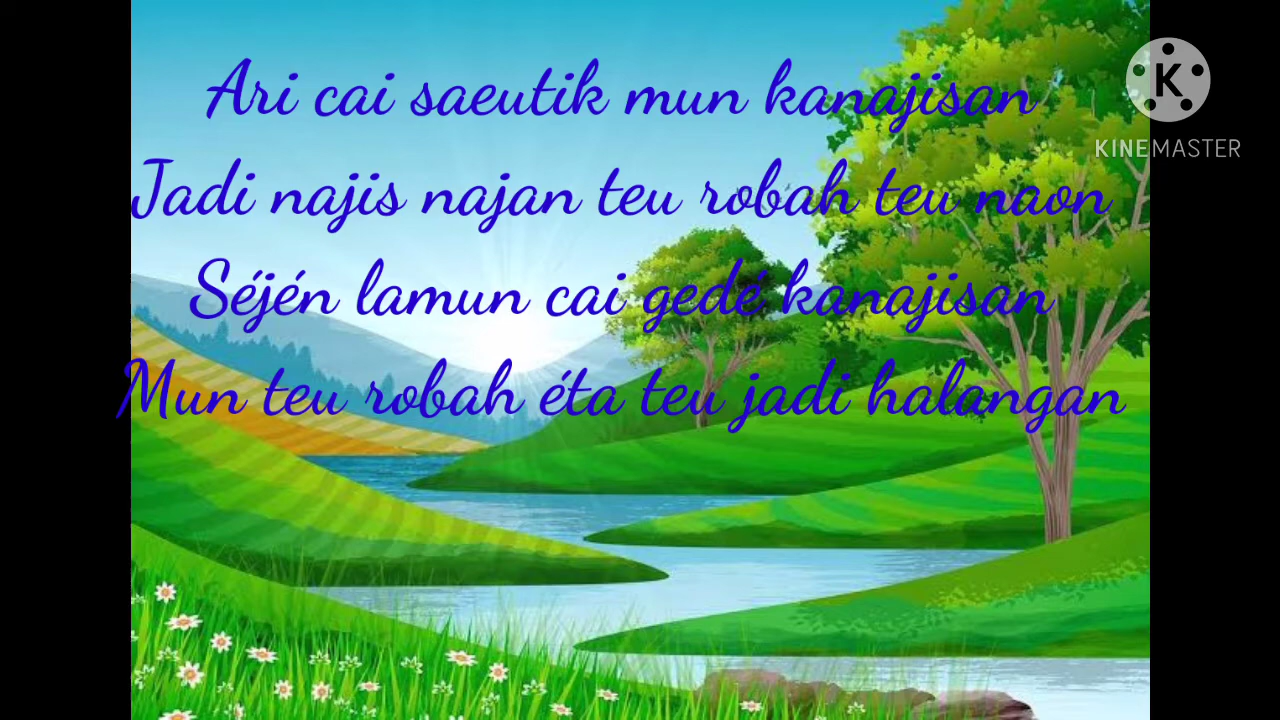 Ari cai saeutik mun kanajisan
Jadi najis najan teu robah teu naon
Séjén lamun cai gedé kanajisan
Mun teu robah éta teu jadi halangan
K
KINEMASTER